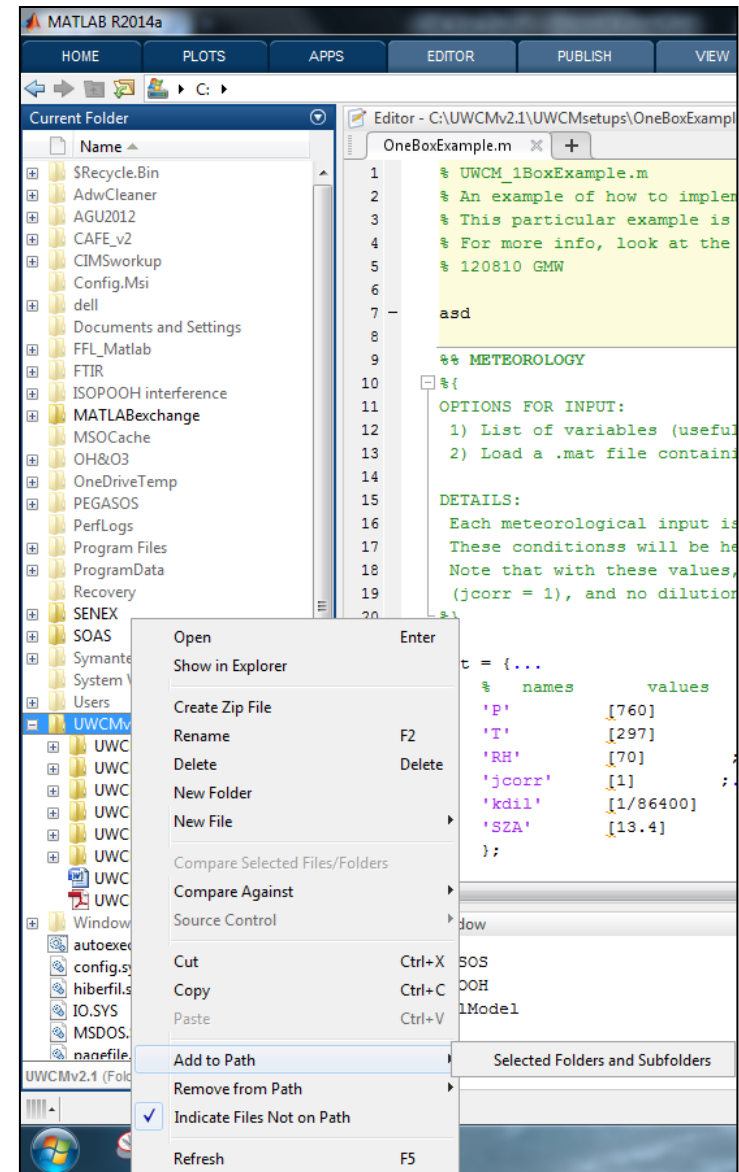 MATLAB R2014a
HOME PLOTS APPS EDITOR PUBLISH VIEW
C:
Current Folder
Name
$Recycle.Bin
AdwCleaner
AGU2012
CAFE_v2
CIMSworkup
Config.Msi
dell
Documents and Settings
FFL_Matlab
FTIR
ISOPOOH interference
MATLABexchange
MSOCache
OH&O3
OneDriveTemp
PEGASOS
PerfLogs
Program Files
ProgramData
Recovery
SENEX
SOAS
Symante
System
Users
UWCMv
UWC
UWC
UWC
UWC
UWC
UWC
UWC
UWC
Window
autoexec
config.sy
hiberfil.s
IO.SYS
MSDOS.
pagefile.
UWCMv2.1 (Fold
Editor - C:\UWCMv2.1\UWCMsetups\OneBoxExampl
OneBoxExample.m
1 % UWCM_1BoxExample.m
2 % An example of how to implem
3 % This particular example is
4 % For more info, look at the
5 % 120810 GMW
6
7 asd
8
9 %% METEOROLOGY
10 %{
11 OPTIONS FOR INPUT:
12 1) List of variables (useful
13 2) Load a .mat file containi
14
15 DETAILS:
16 Each meteorological input is
17 These conditionss will be he
18 Note that with these values,
19 (jcorr = 1), and no dilution
20 %}
t = {...
% names values
'P' [760]
'T' [297]
'RH' [70] ;
'jcorr' [1] ;.
'kdil' [1/86400]
'SZA' [13.4]
};
dow
SOS
OOH
lModel
Open Enter
Show in Explorer
Create Zip File
Rename F2
Delete Delete
New Folder
New File
Compare Selected Files/Folders
Compare Against
Source Control
Cut Ctrl+X
Copy Ctrl+C
Paste Ctrl+V
Add to Path
Selected Folders and Subfolders
Remove from Path
Indicate Files Not on Path
Refresh F5